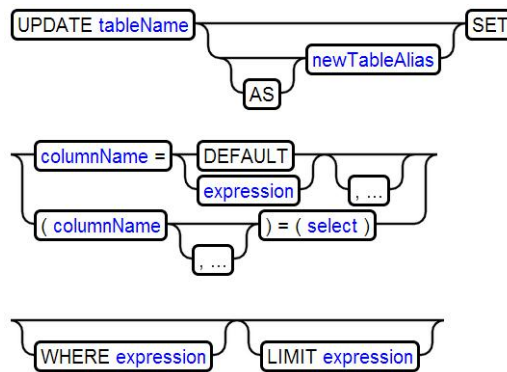 UPDATE tableName SET
newTableAlias
AS
columnName = DEFAULT
expression , ...
( columnName ) = ( select )
, ...
WHERE expression LIMIT expression